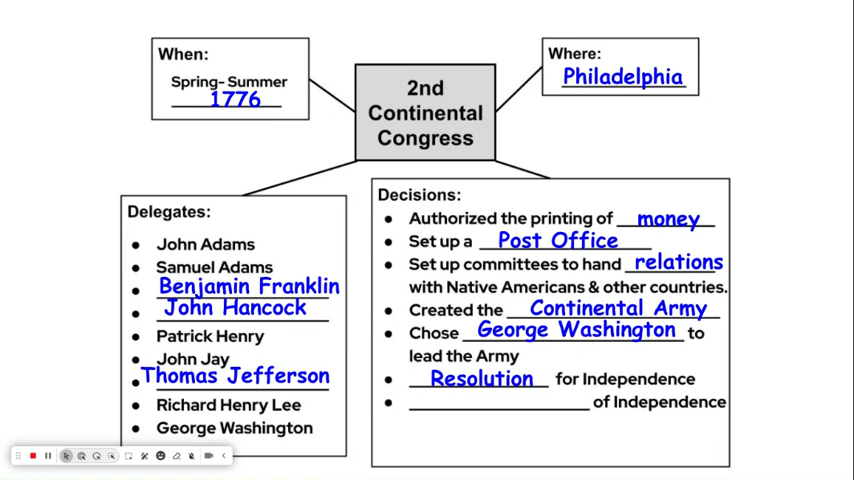 When:
Spring- Summer
1776
2nd
Continental
Congress
Where:
Philadelphia
Delegates:
• John Adams
• Samuel Adams
• Benjamin Franklin
• John Hancock
• Patrick Henry
• John Jay
• Thomas Jefferson
• Richard Henry Lee
• George Washington
Decisions:
• Authorized the printing of money
• Set up a Post Office
• Set up committees to hand relations
with Native Americans & other countries.
• Created the Continental Army
• Chose George Washington to
lead the Army
• Resolution for Independence
• ____________________ of Independence